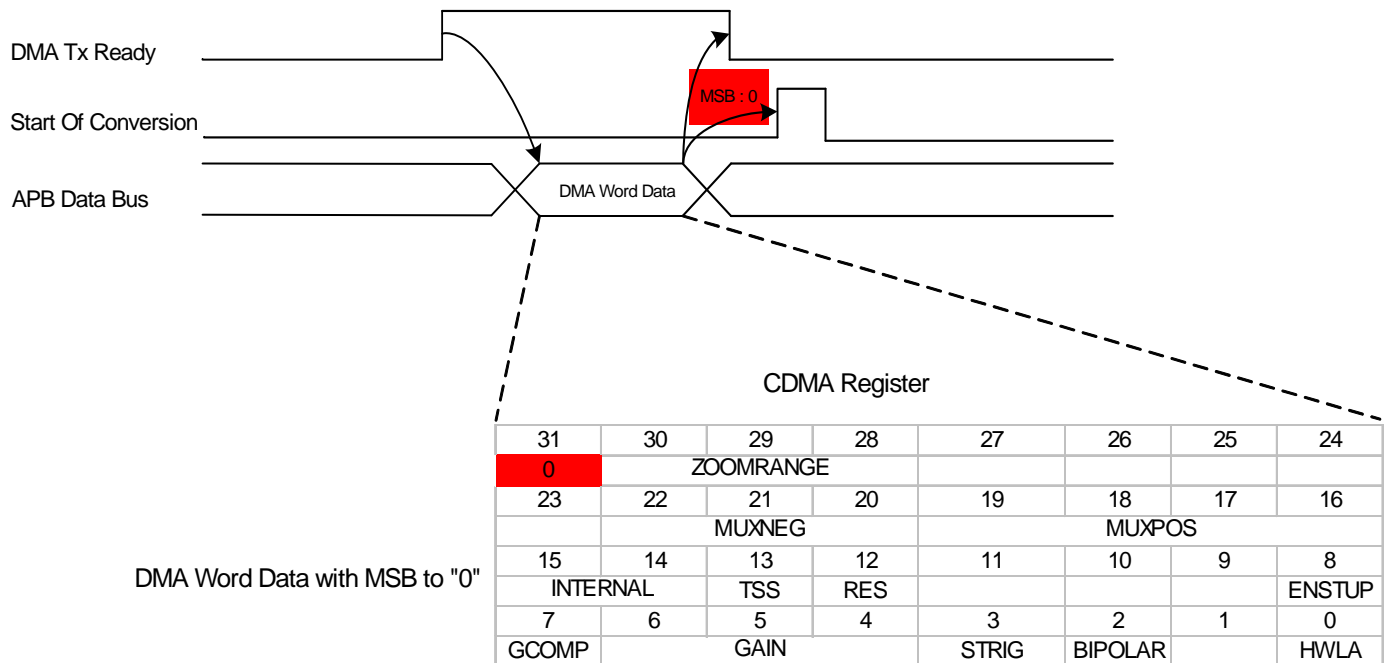 DMA Tx Ready
MSB : 0
Start Of Conversion
APB Data Bus
DMA Word Data
CDMA Register
31 30 29 28 27 26 25 24
0 ZOOMRANGE
23 22 21 20 19 18 17 16
MUXNEG MUXPOS
15 14 13 12 11 10 9 8
DMA Word Data with MSB to "0"
INTERNAL TSS RES ENSTUP
7 6 5 4 3 2 1 0
GCOMP GAIN STRIG BIPOLAR HWLA